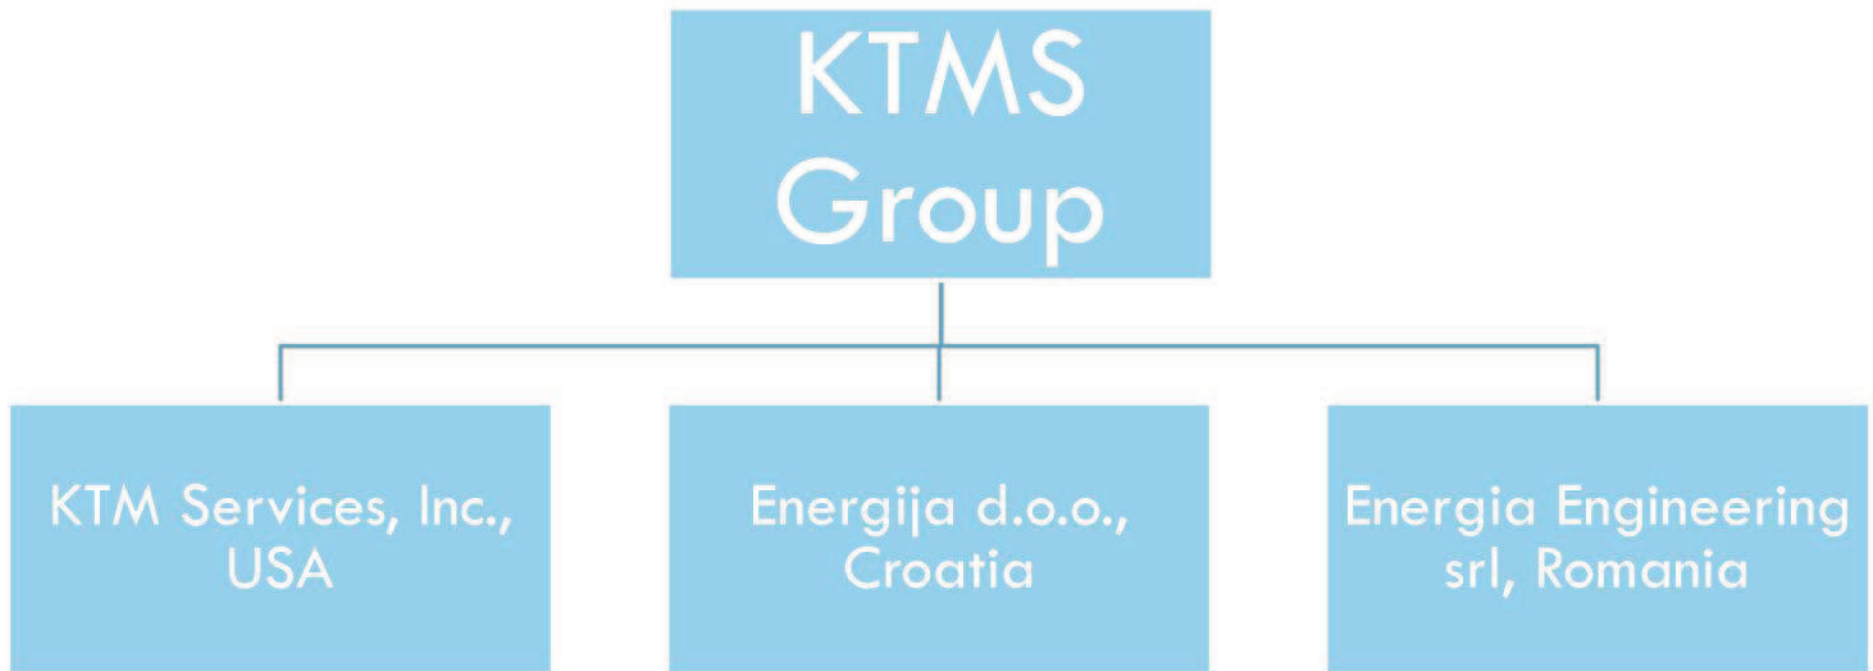 KTMS
Group
KTM Services, Inc.,
USA
Energija d.o.o.,
Croatia
Energia Engineering
srl, Romania